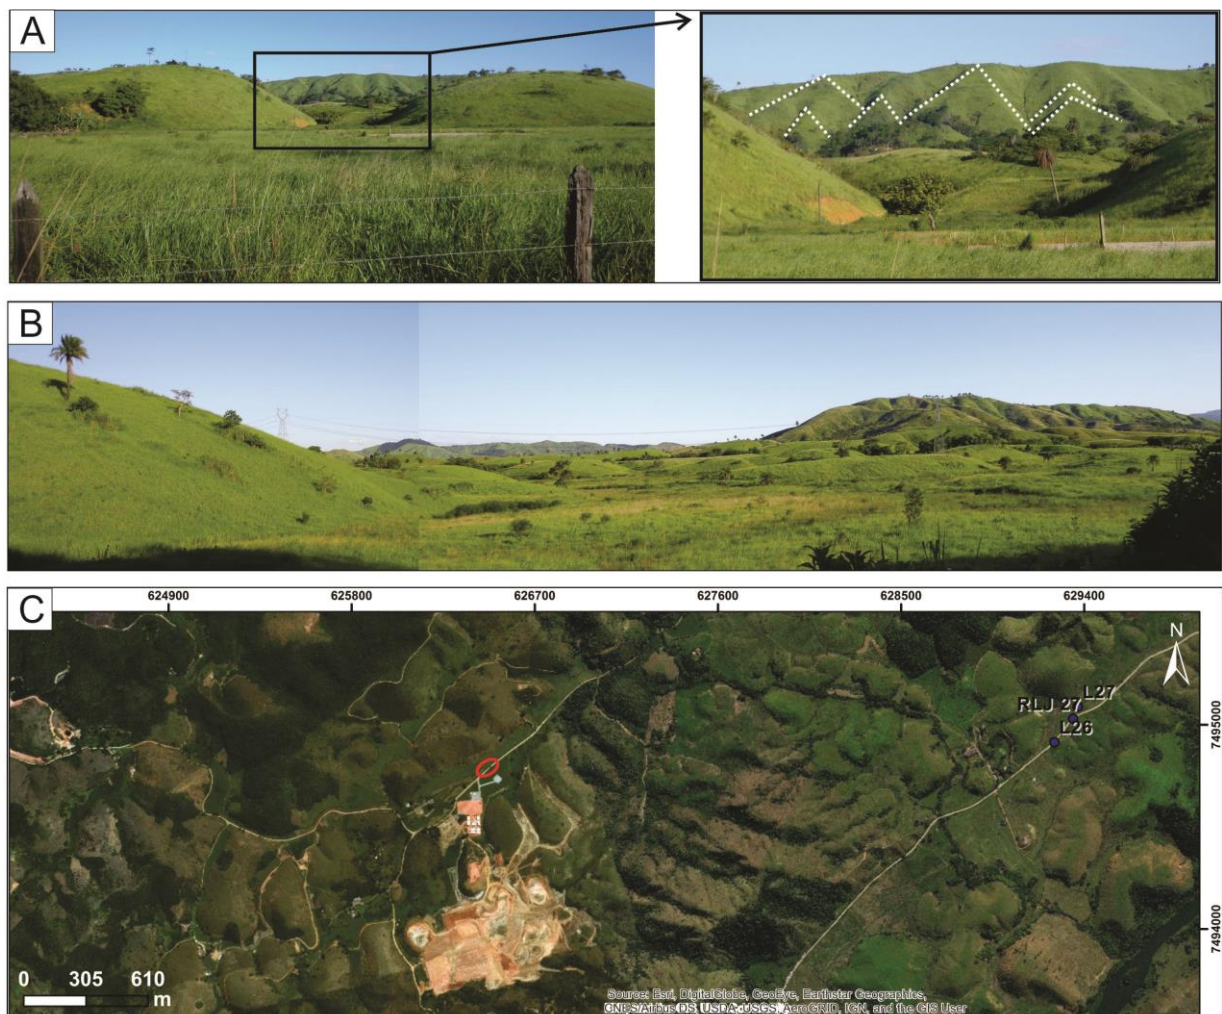 A
B
C
624900 625800 626700 627600 628500 629400
N
L27
RLJ 27
L26
7495000
7494000
0 305 610
m
Source: Esri, DigitalGlobe, GeoEye, Earthstar Geographics,
CNES/Airbus DS, USDA, USGS, AeroGRID, IGN, and the GIS User